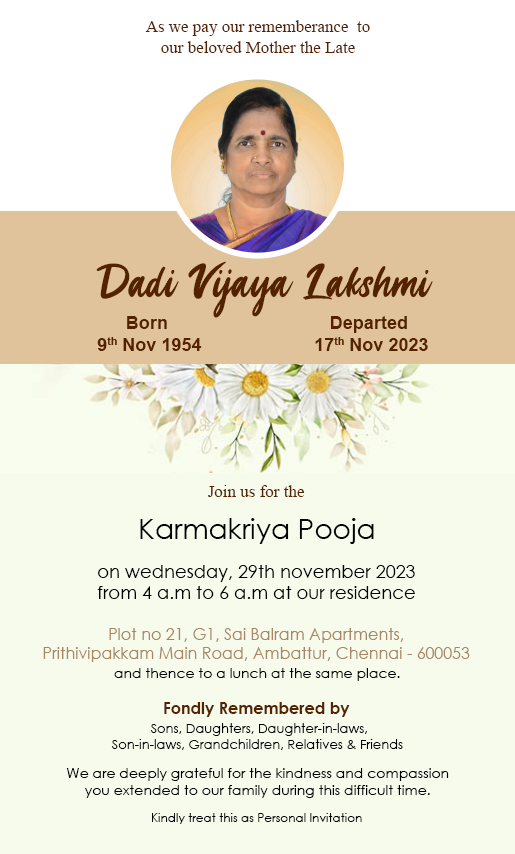 As we pay our rememberance to
our beloved Mother the Late
Dadi Vijaya Lakshmi
Born
9th Nov 1954
Departed
17th Nov 2023
Join us for the
Karmakriya Pooja
on wednesday, 29th november 2023
from 4 a.m to 6 a.m at our residence
Plot no 21, G1, Sai Balram Apartments,
Prithivipakkam Main Road, Ambattur, Chennai - 600053
and thence to a lunch at the same place.
Fondly Remembered by
Sons, Daughters, Daughter-in-laws,
Son-in-laws, Grandchildren, Relatives & Friends
We are deeply grateful for the kindness and compassion
you extended to our family during this difficult time.
Kindly treat this as Personal Invitation